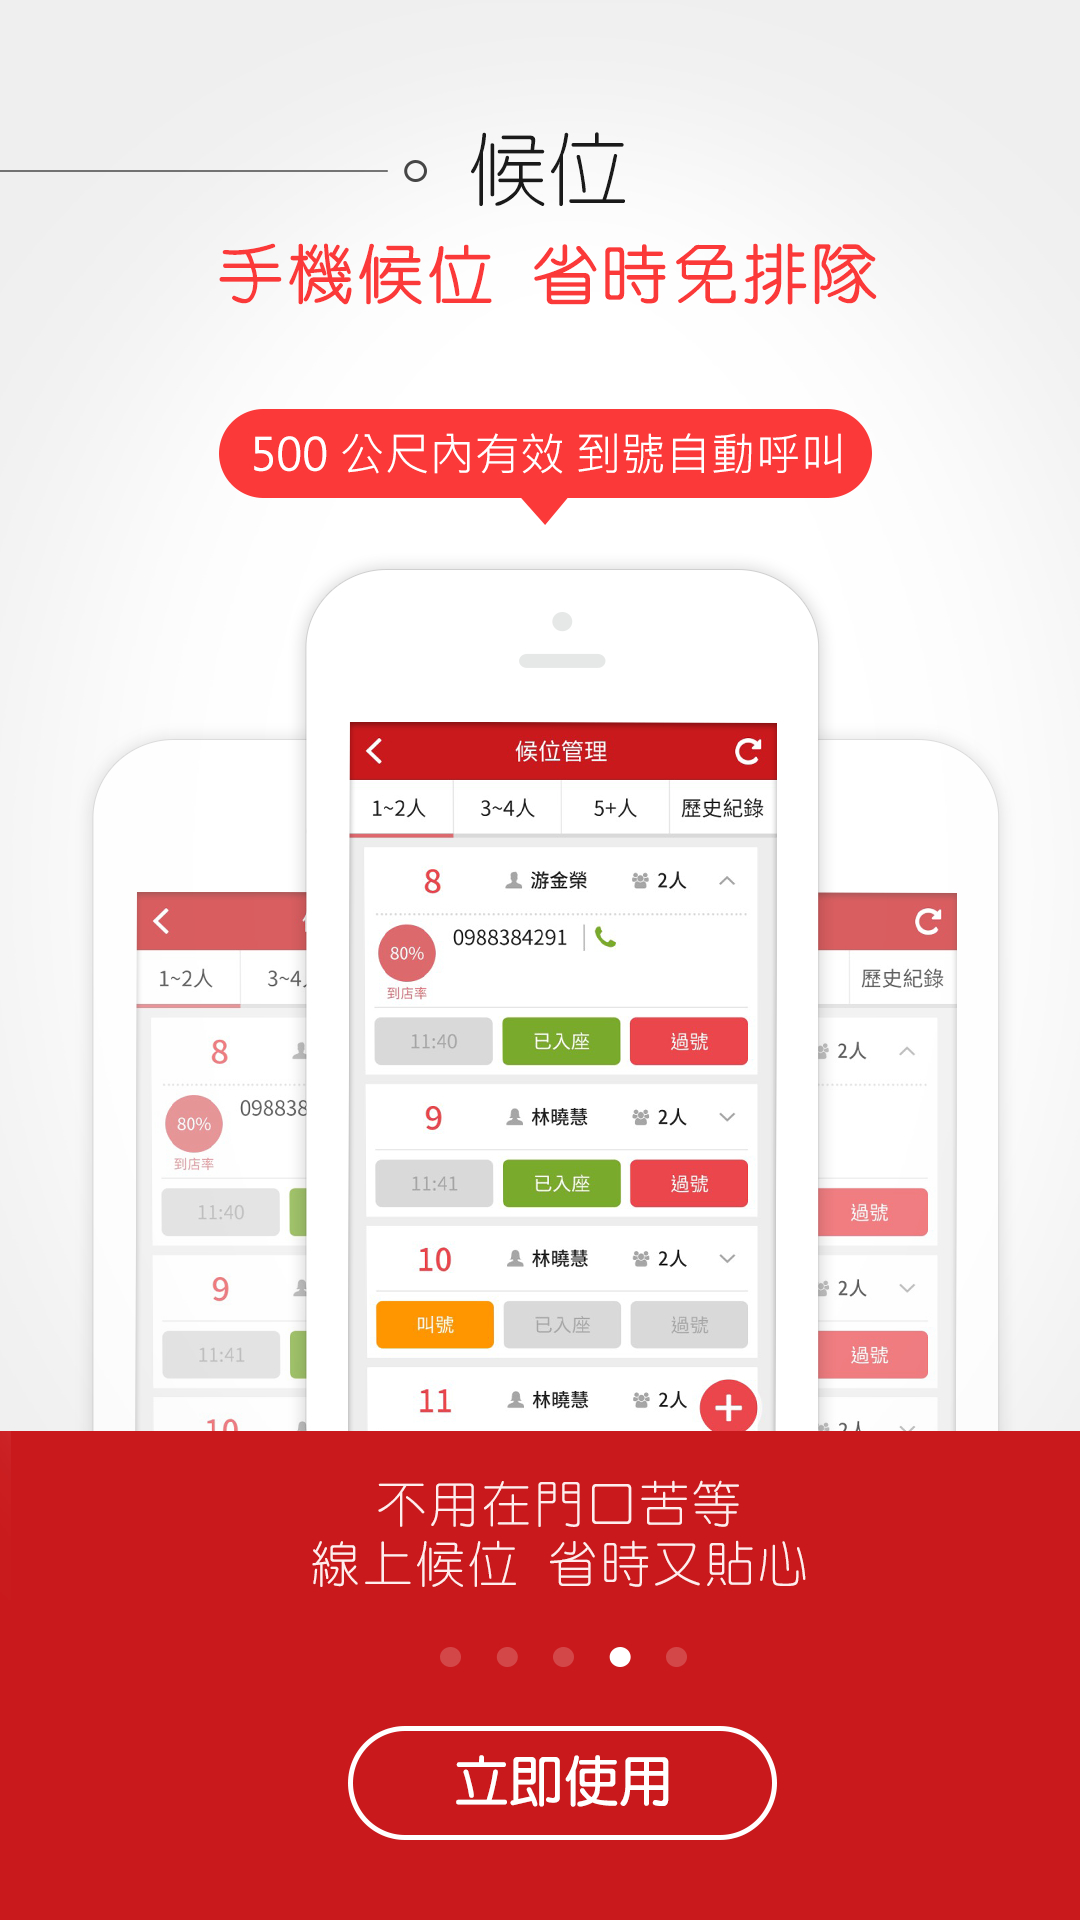 候位
手機候位 省時免排隊
500 公尺內有效 到號自動呼叫
候位管理
1~2人 3~4人 5+人 歷史紀錄
8 游金榮 2人
0988384291
80%
到店率
11:40 已入座 過號
9 林曉慧 2人
11:41 已入座 過號
10 林曉慧 2人
叫號 已入座 過號
11 林曉慧 2人
1~2人 3~4
8
098838
80%
到店率
11:40
9
11:41
10
歷史紀錄
2人
過號
2人
過號
2人
不用在門口苦等
線上候位 省時又貼心
立即使用